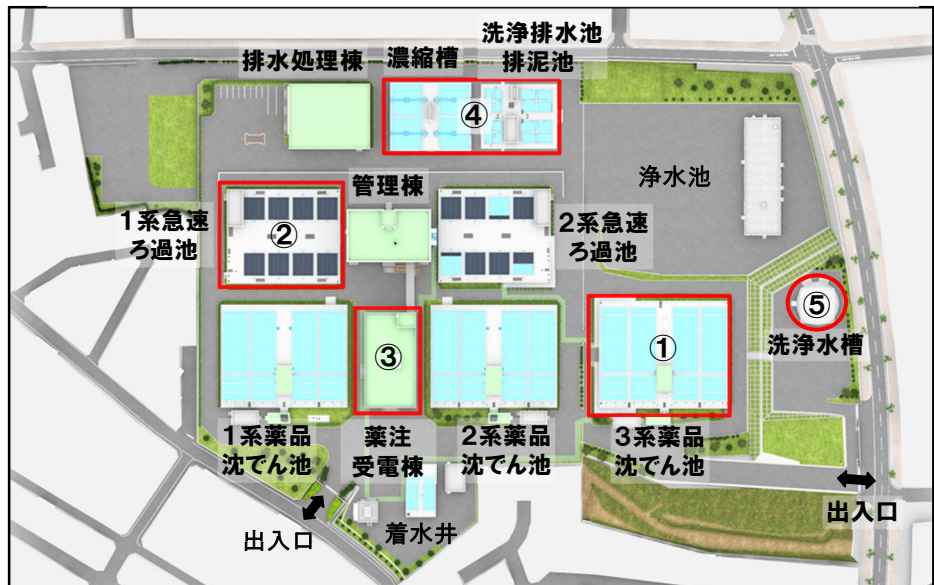 洗浄排水池
排水処理棟
濃縮槽
排泥池
④
浄水池
管理棟
1系急速
ろ過池
②
2系急速
ろ過池
⑤
洗浄水槽
③
①
1系薬品
沈でん池
薬注
受電棟
2系薬品
沈でん池
3系薬品
沈でん池
出入口
着水井
出入口